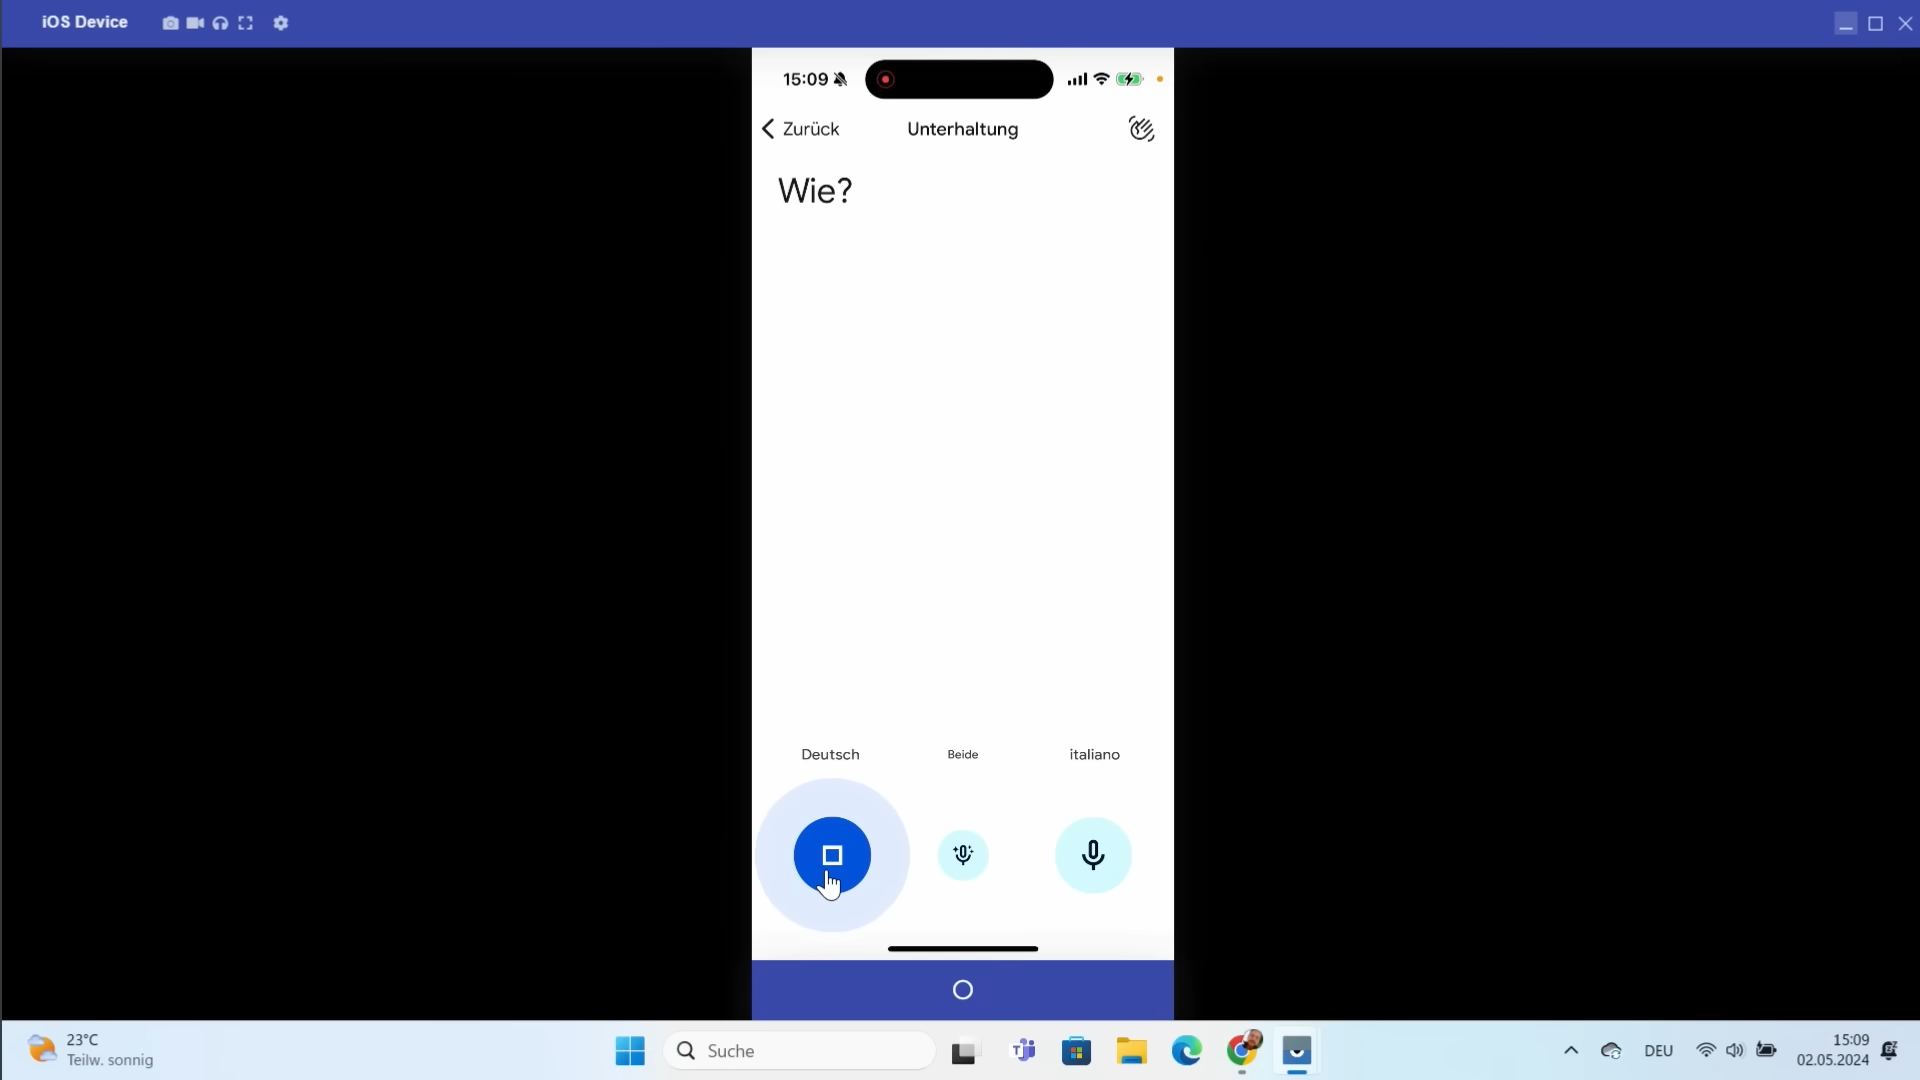 iOS Device
15:09
Zurück
Unterhaltung
Wie?
Deutsch
Beide
italiano
23°C
Teilw. sonnig
Suche
DEU
15:09
02.05.2024